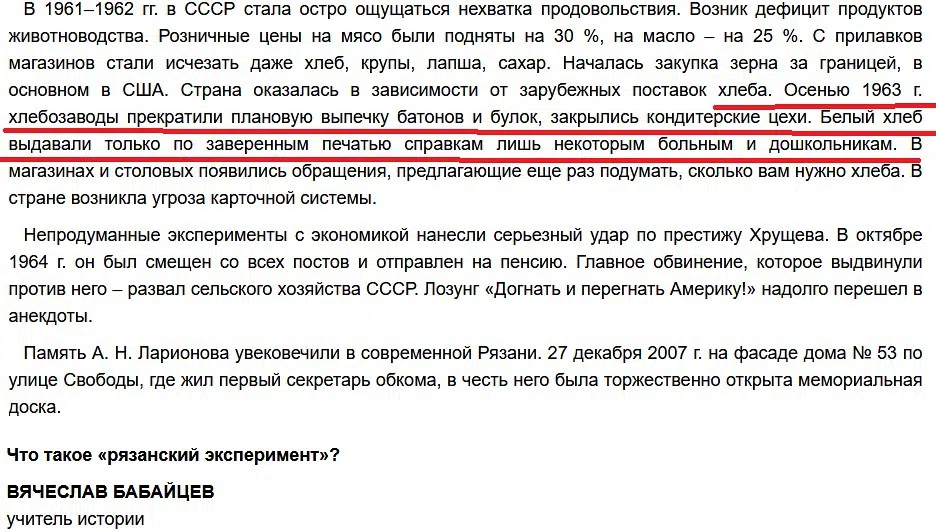 В 1961–1962 гг. в СССР стала остро ощущаться нехватка продовольствия. Возник дефицит продуктов
животноводства. Розничные цены на мясо были подняты на 30 %, на масло – на 25 %. С прилавков
магазинов стали исчезать даже хлеб, крупы, лапша, сахар. Началась закупка зерна за границей, в
основном в США. Страна оказалась в зависимости от зарубежных поставок хлеба. Осенью 1963 г.
хлебозаводы прекратили плановую выпечку батонов и булок, закрылись кондитерские цехи. Белый хлеб
выдавали только по заверенным печатью справкам лишь некоторым больным и дошкольникам. В
магазинах и столовых появились обращения, предлагающие еще раз подумать, сколько вам нужно хлеба. В
стране возникла угроза карточной системы.
Непродуманные эксперименты с экономикой нанесли серьезный удар по престижу Хрущева. В октябре
1964 г. он был смещен со всех постов и отправлен на пенсию. Главное обвинение, которое выдвинули
против него – развал сельского хозяйства СССР. Лозунг «Догнать и перегнать Америку!» надолго перешел в
анекдоты.
Память А. Н. Ларионова увековечили в современной Рязани. 27 декабря 2007 г. на фасаде дома № 53 по
улице Свободы, где жил первый секретарь обкома, в честь него была торжественно открыта мемориальная
доска.
Что такое «рязанский эксперимент»?
ВЯЧЕСЛАВ БАБАЙЦЕВ
учитель истории